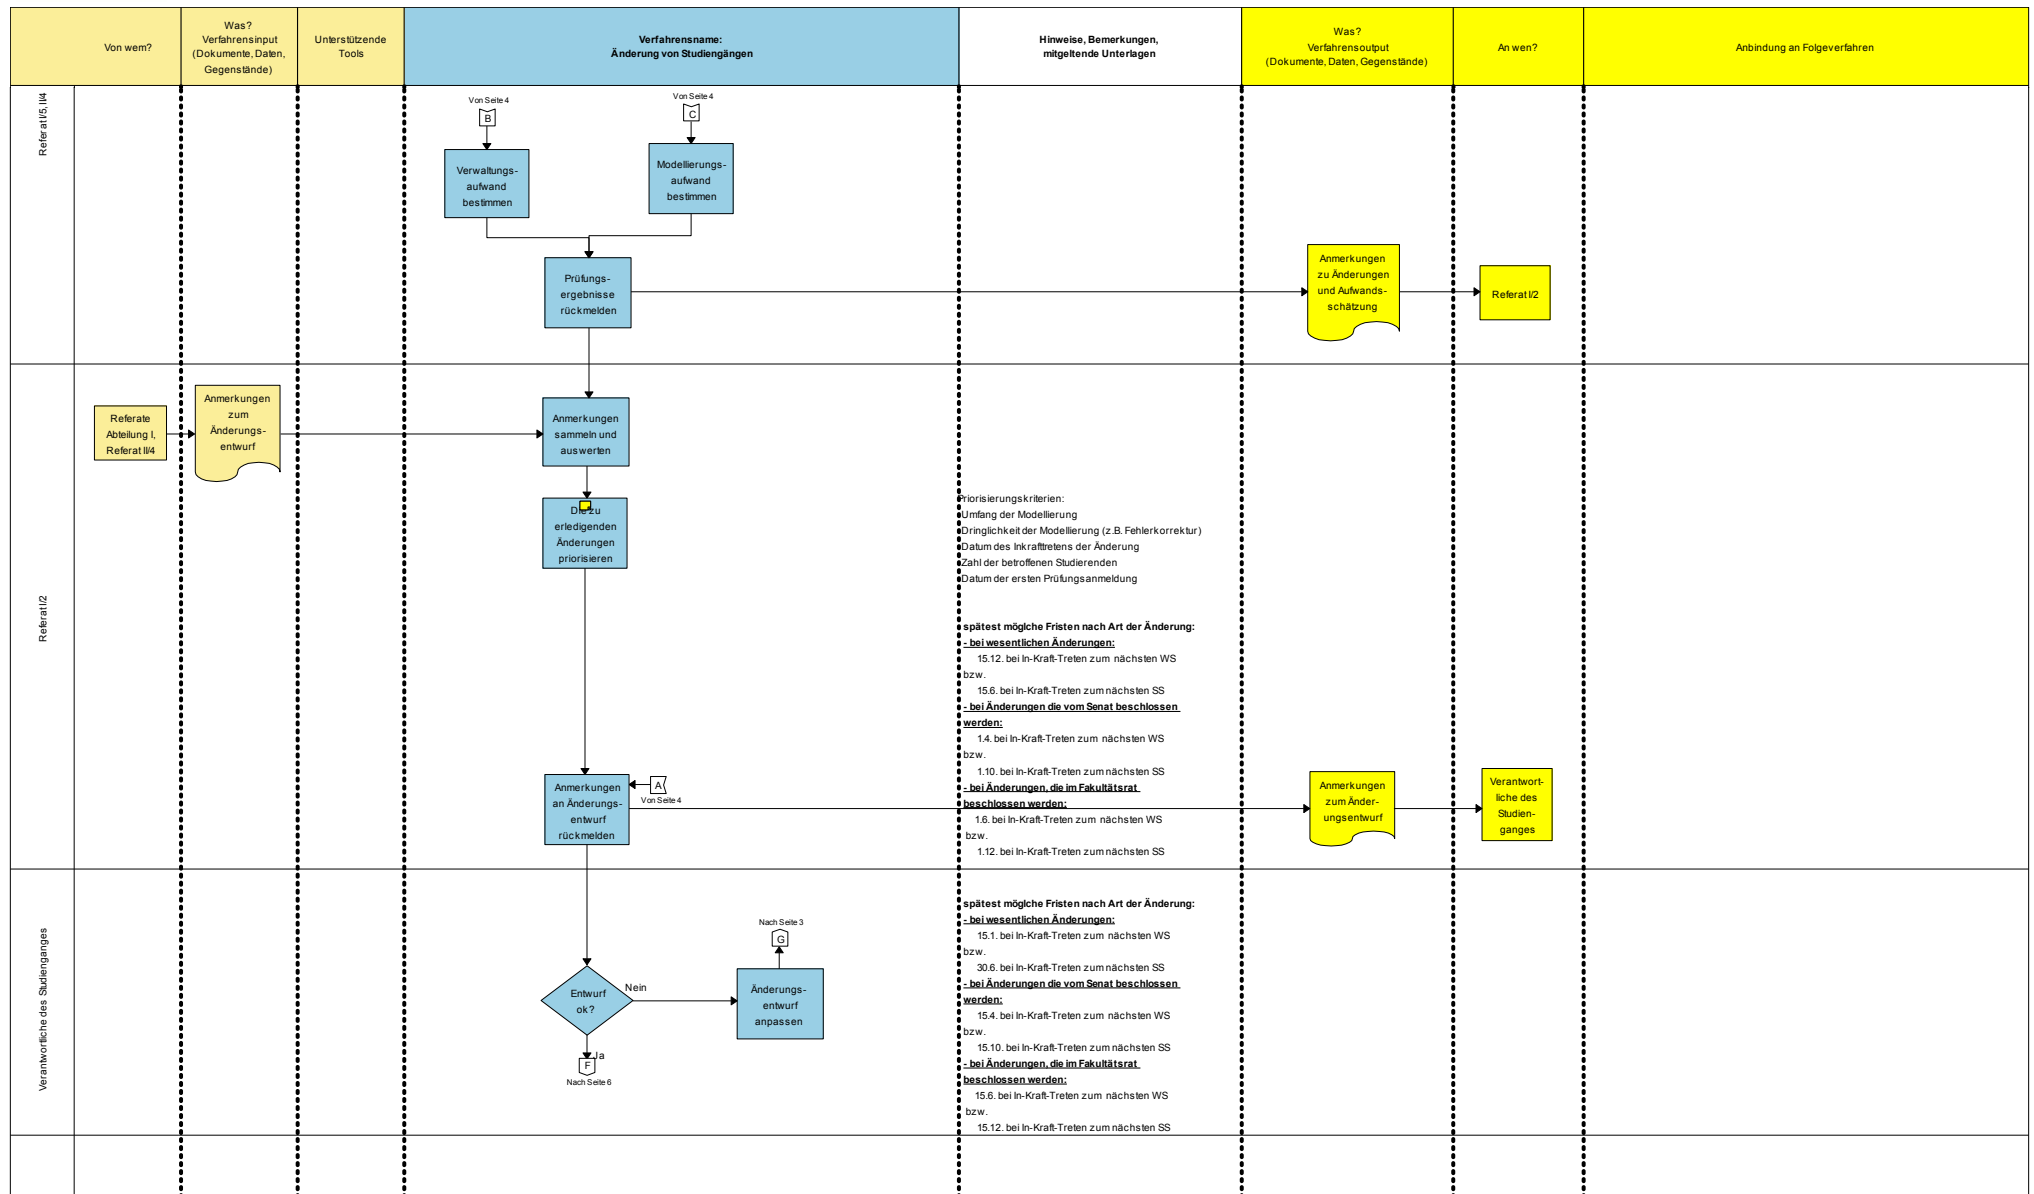 Von wem?
Was?
Verfahrensinput
(Dokumente, Daten,
Gegenstände)
Unterstützende
Tools
Verfahrensname:
Änderung von Studiengängen
Hinweise, Bemerkungen,
mitgeltende Unterlagen
Was?
Verfahrensoutput
(Dokumente, Daten, Gegenstände)
An wen?
Anbindung an Folgeverfahren
Referat I/5, II/4
Von Seite 4
B
Von Seite 4
C
Verwaltungs-
aufwand
bestimmen
Modellierungs-
aufwand
bestimmen
Prüfungs-
ergebnisse
rückmelden
Anmerkungen
zu Änderungen
und Aufwands-
schätzung
Referat I/2
Referat I/2
Referate
Abteilung I,
Referat II/4
Anmerkungen
zum
Änderungs-
entwurf
Anmerkungen
sammeln und
auswerten
Die zu
erledigenden
Änderungen
priorisieren
Priorisierungskriterien:
Umfang der Modellierung
Dringlichkeit der Modellierung (z.B. Fehlerkorrektur)
Datum des Inkrafttretens der Änderung
Zahl der betroffenen Studierenden
Datum der ersten Prüfungsanmeldung
spätest möglche Fristen nach Art der Änderung:
- bei wesentlichen Änderungen:
15.12. bei In-Kraft-Treten zum nächsten WS
bzw.
15.6. bei In-Kraft-Treten zum nächsten SS
- bei Änderungen die vom Senat beschlossen
werden:
1.4. bei In-Kraft-Treten zum nächsten WS
bzw.
1.10. bei In-Kraft-Treten zum nächsten SS
- bei Änderungen, die im Fakultätsrat
beschlossen werden:
1.6. bei In-Kraft-Treten zum nächsten WS
bzw.
1.12. bei In-Kraft-Treten zum nächsten SS
Anmerkungen
an Änderungs-
entwurf
rückmelden
A
Von Seite 4
Anmerkungen
zum Änder-
ungsentwurf
Verantwort-
liche des
Studien-
ganges
Verantwortliche des Studienganges
Entwurf
ok?
Nein
Ja
F
Nach Seite 6
Nach Seite 3
G
Änderungs-
entwurf
anpassen
spätest möglche Fristen nach Art der Änderung:
- bei wesentlichen Änderungen:
15.1. bei In-Kraft-Treten zum nächsten WS
bzw.
30.6. bei In-Kraft-Treten zum nächsten SS
- bei Änderungen die vom Senat beschlossen
werden:
15.4. bei In-Kraft-Treten zum nächsten WS
bzw.
15.10. bei In-Kraft-Treten zum nächsten SS
- bei Änderungen, die im Fakultätsrat
beschlossen werden:
15.6. bei In-Kraft-Treten zum nächsten WS
bzw.
15.12. bei In-Kraft-Treten zum nächsten SS